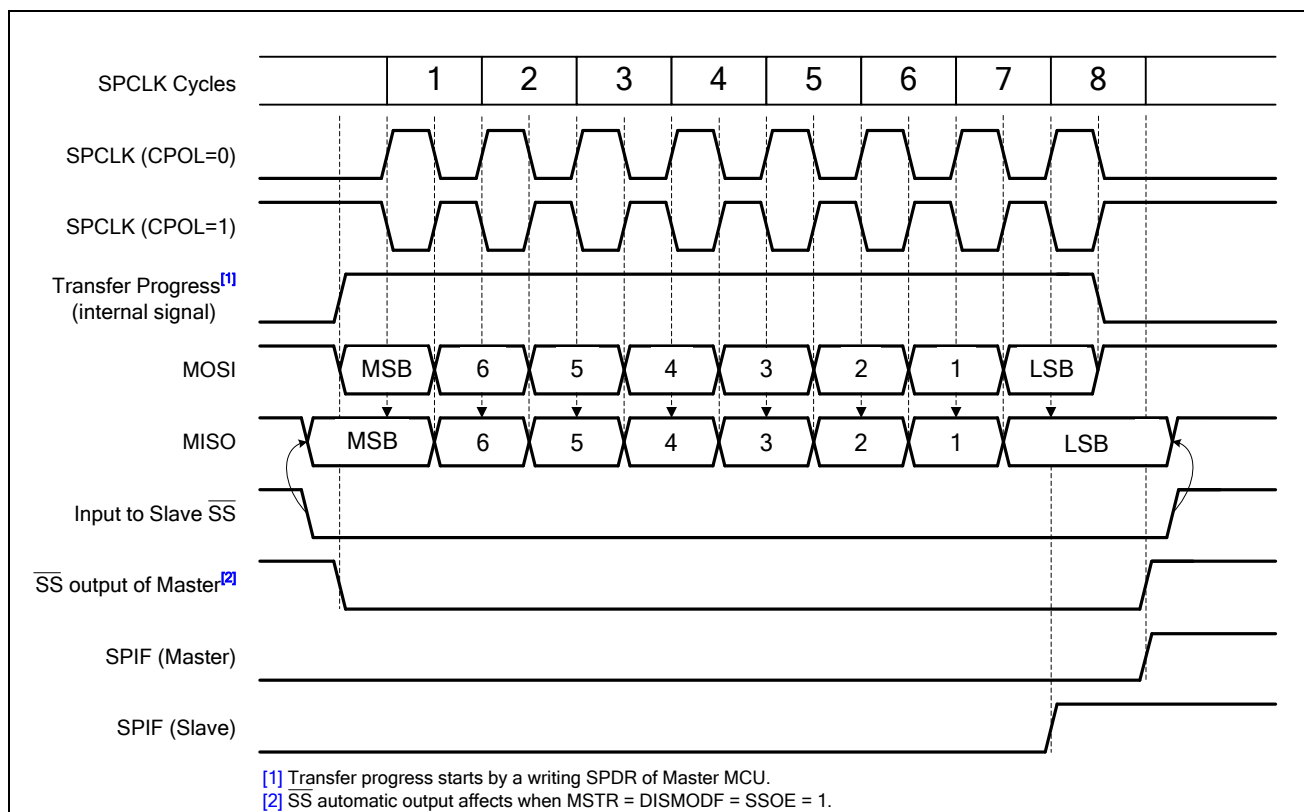 SPCLK Cycles 1 2 3 4 5 6 7 8
SPCLK (CPOL=0)
SPCLK (CPOL=1)
Transfer Progress[1]
(internal signal)
MOSI MSB 6 5 4 3 2 1 LSB
MISO MSB 6 5 4 3 2 1 LSB
Input to Slave S̅S̅
S̅S̅ output of Master[2]
SPIF (Master)
SPIF (Slave)
[1] Transfer progress starts by a writing SPDR of Master MCU.
[2] S̅S̅ automatic output affects when MSTR = DISMODF = SSOE = 1.